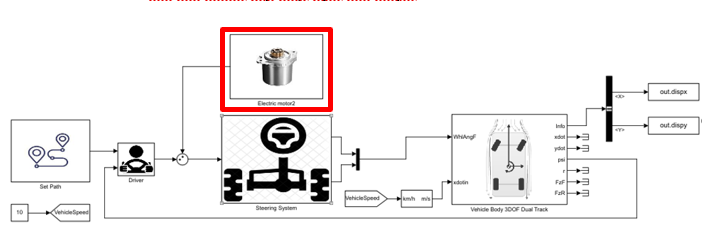 Electric motor2
Set Path
Driver
Steering System
10
VehicleSpeed
VehicleSpeed
km/h m/s
WhlAngF
xdotin
Info
xdot
ydot
psi
r
FzF
FzR
Vehicle Body 3DOF Dual Track
<X>
<Y>
out.dispx
out.dispy